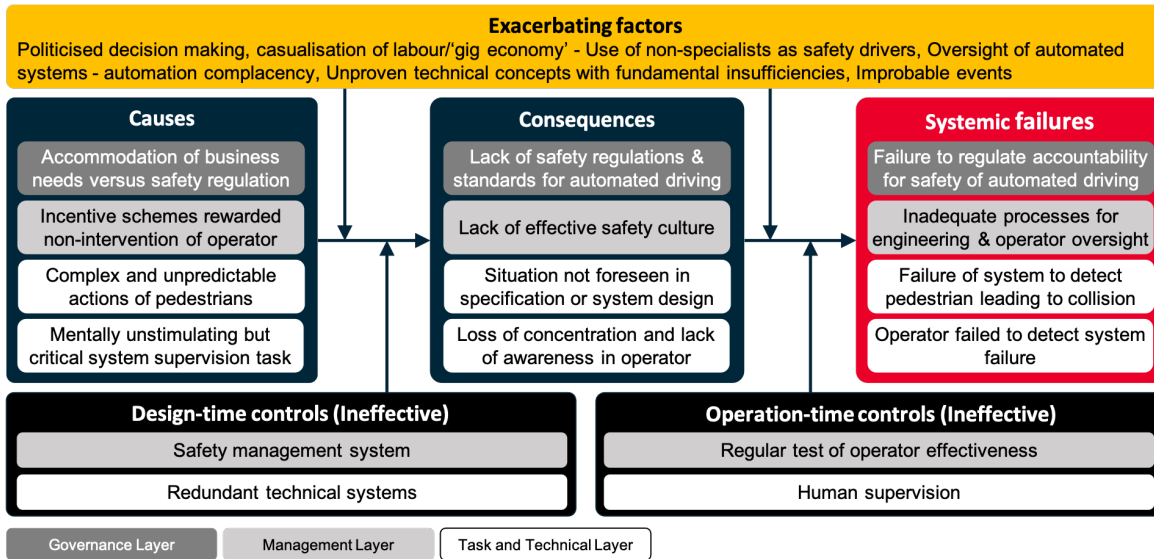 Exacerbating factors
Politicised decision making, casualisation of labour/‘gig economy’ - Use of non-specialists as safety drivers, Oversight of automated
systems - automation complacency, Unproven technical concepts with fundamental insufficiencies, Improbable events
Causes
Accommodation of business
needs versus safety regulation
Incentive schemes rewarded
non-intervention of operator
Complex and unpredictable
actions of pedestrians
Mentally unstimulating but
critical system supervision task
Consequences
Lack of safety regulations &
standards for automated driving
Lack of effective safety culture
Situation not foreseen in
specification or system design
Loss of concentration and lack
of awareness in operator
Systemic failures
Failure to regulate accountability
for safety of automated driving
Inadequate processes for
engineering & operator oversight
Failure of system to detect
pedestrian leading to collision
Operator failed to detect system
failure
Design-time controls (Ineffective)
Safety management system
Redundant technical systems
Operation-time controls (Ineffective)
Regular test of operator effectiveness
Human supervision
Governance Layer
Management Layer
Task and Technical Layer